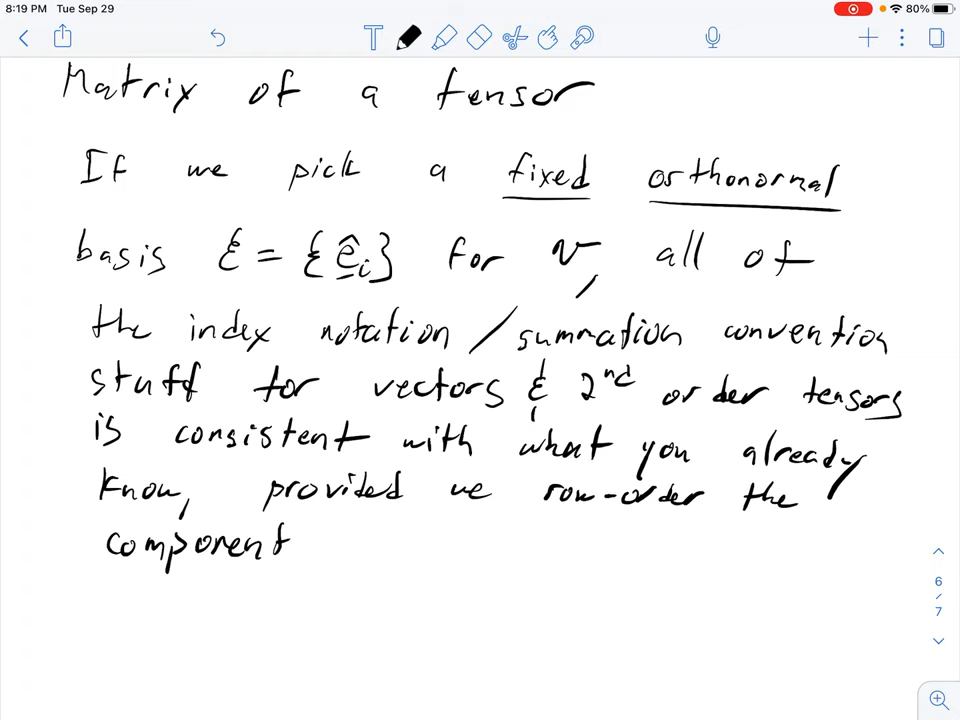 8:19 PM Tue Sep 29 80%
T
Matrix of a tensor
If we pick a fixed orthonormal
basis ℰ = {ê_i} for 𝒱, all of
the index notation / summation convention
stuff for vectors & 2nd order tensors
is consistent with what you already
know, provided we row-order the
component
6
/
7